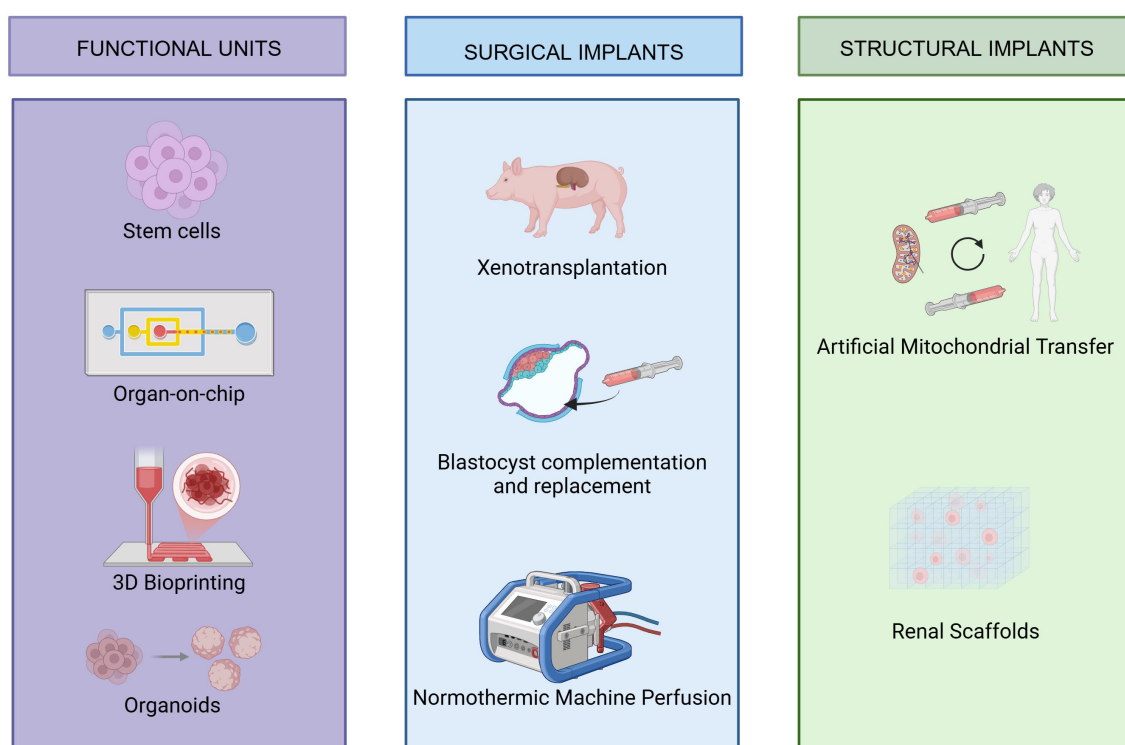 FUNCTIONAL UNITS
Stem cells
Organ-on-chip
3D Bioprinting
Organoids
SURGICAL IMPLANTS
Xenotransplantation
Blastocyst complementation
and replacement
Normothermic Machine Perfusion
STRUCTURAL IMPLANTS
Artificial Mitochondrial Transfer
Renal Scaffolds